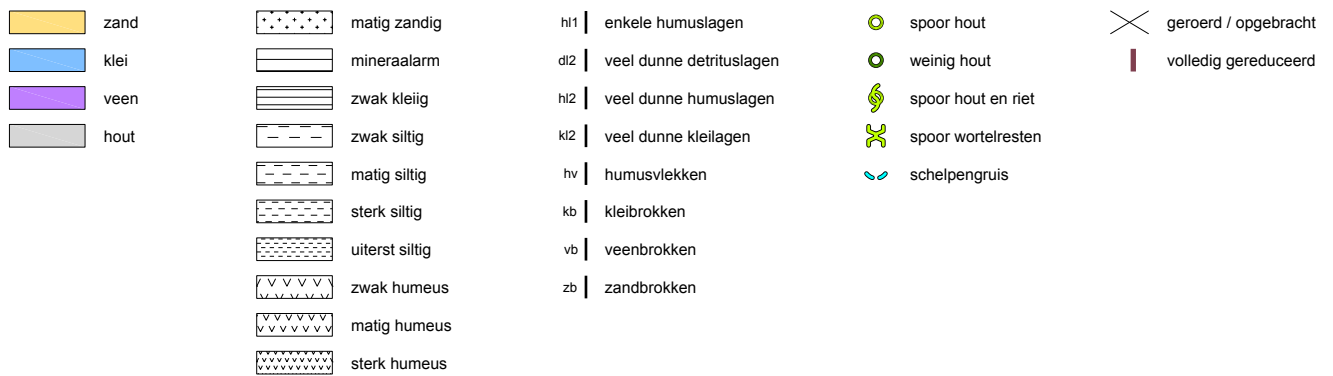 zand
klei
veen
hout
matig zandig
mineraalarm
zwak kleiig
zwak siltig
matig siltig
sterk siltig
uiterst siltig
zwak humeus
matig humeus
sterk humeus
hl1 enkele humuslagen
dl2 veel dunne detrituslagen
hl2 veel dunne humuslagen
kl2 veel dunne kleilagen
hv humusvlekken
kb kleibrokken
vb veenbrokken
zb zandbrokken
spoor hout
weinig hout
spoor hout en riet
spoor wortelresten
schelpengruis
geroerd / opgebracht
volledig gereduceerd